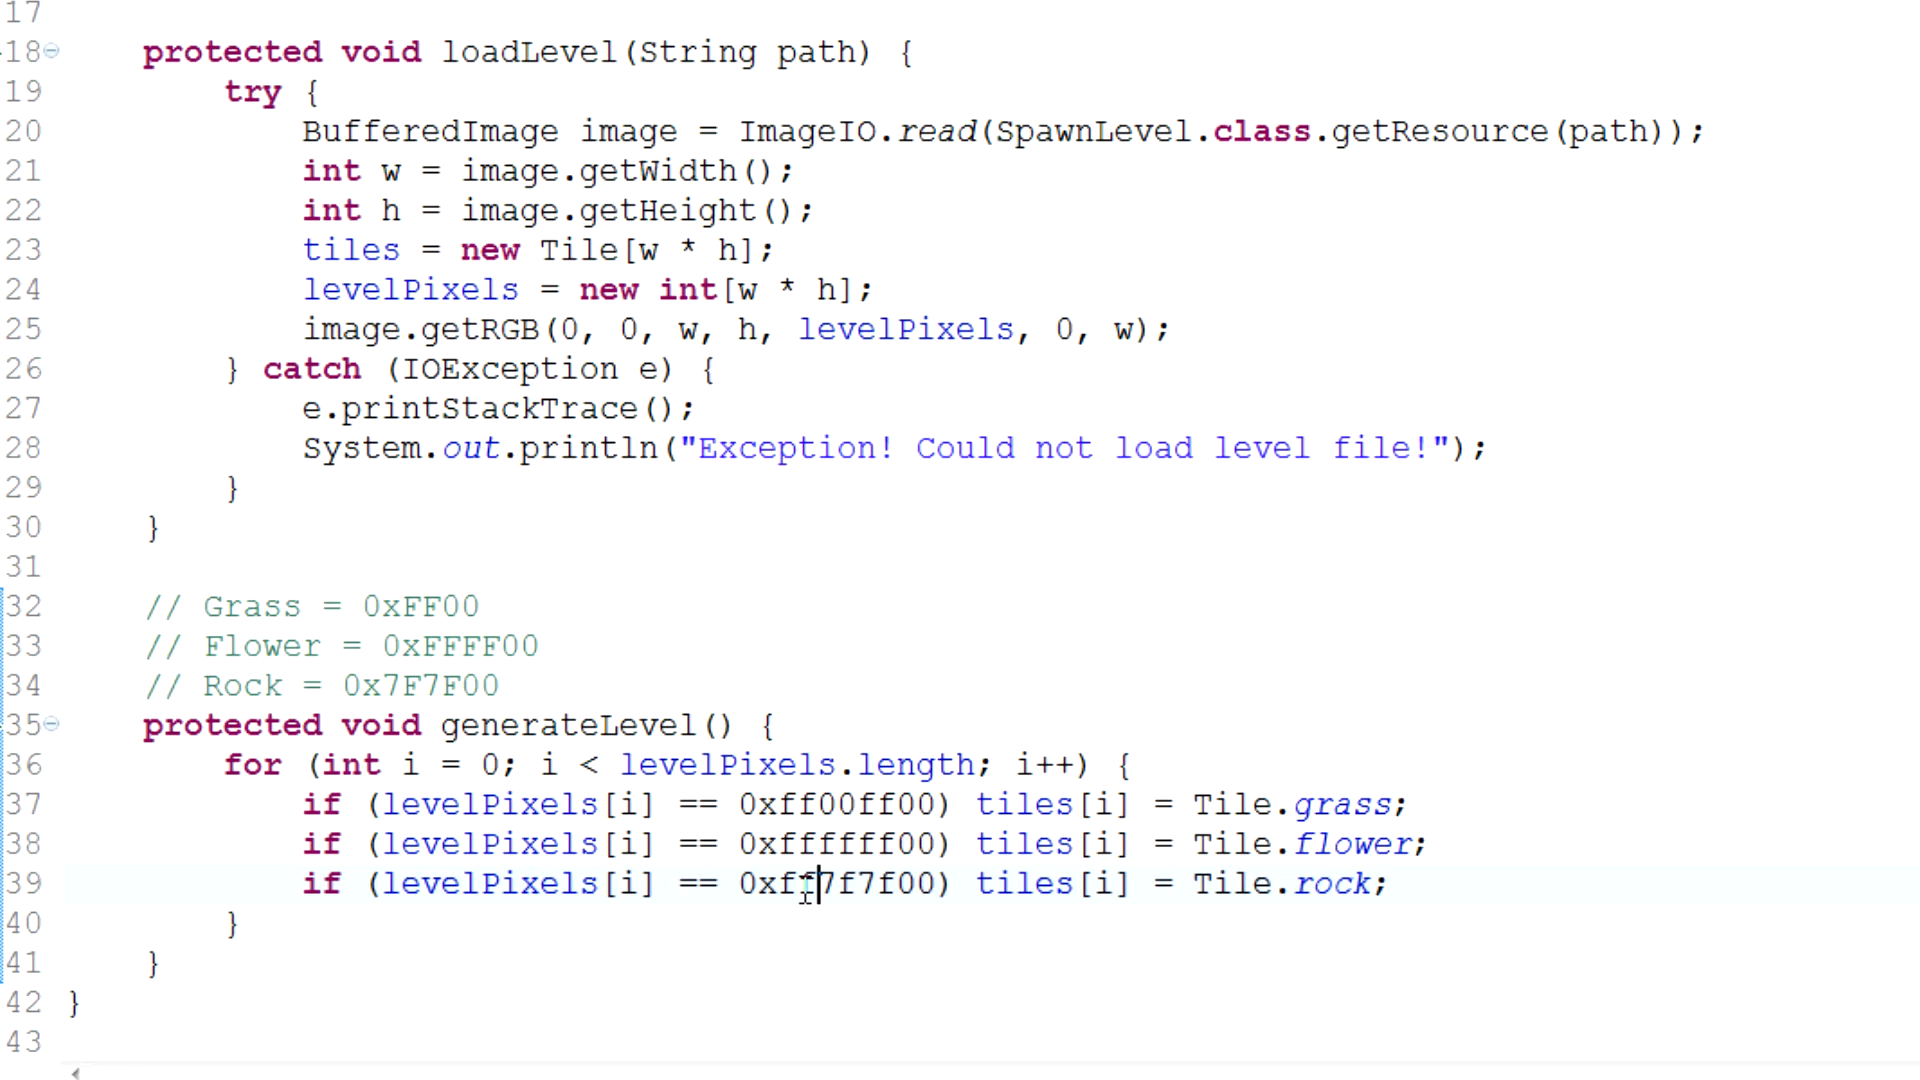 17
18 protected void loadLevel(String path) {
19 try {
20 BufferedImage image = ImageIO.read(SpawnLevel.class.getResource(path));
21 int w = image.getWidth();
22 int h = image.getHeight();
23 tiles = new Tile[w * h];
24 levelPixels = new int[w * h];
25 image.getRGB(0, 0, w, h, levelPixels, 0, w);
26 } catch (IOException e) {
27 e.printStackTrace();
28 System.out.println("Exception! Could not load level file!");
29 }
30 }
31
32 // Grass = 0xFF00
33 // Flower = 0xFFFF00
34 // Rock = 0x7F7F00
35 protected void generateLevel() {
36 for (int i = 0; i < levelPixels.length; i++) {
37 if (levelPixels[i] == 0xff00ff00) tiles[i] = Tile.grass;
38 if (levelPixels[i] == 0xffffff00) tiles[i] = Tile.flower;
39 if (levelPixels[i] == 0xff7f7f00) tiles[i] = Tile.rock;
40 }
41 }
42 }
43